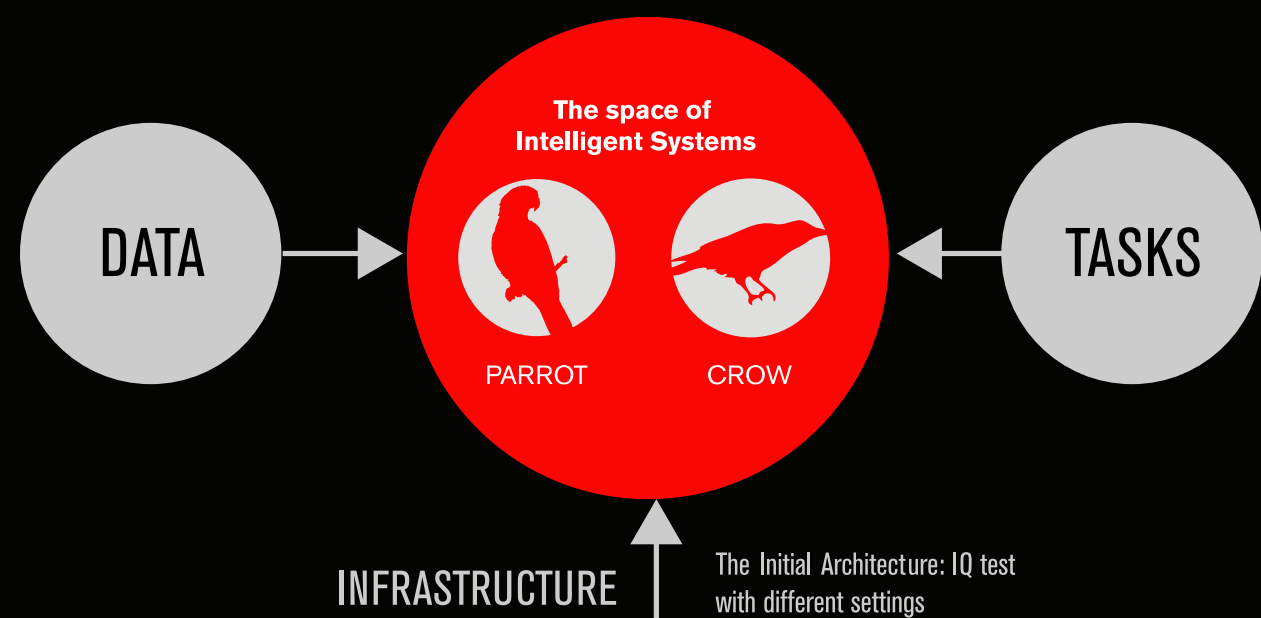 The space of
Intelligent Systems
DATA
TASKS
PARROT
CROW
INFRASTRUCTURE
The Initial Architecture: IQ test
with different settings